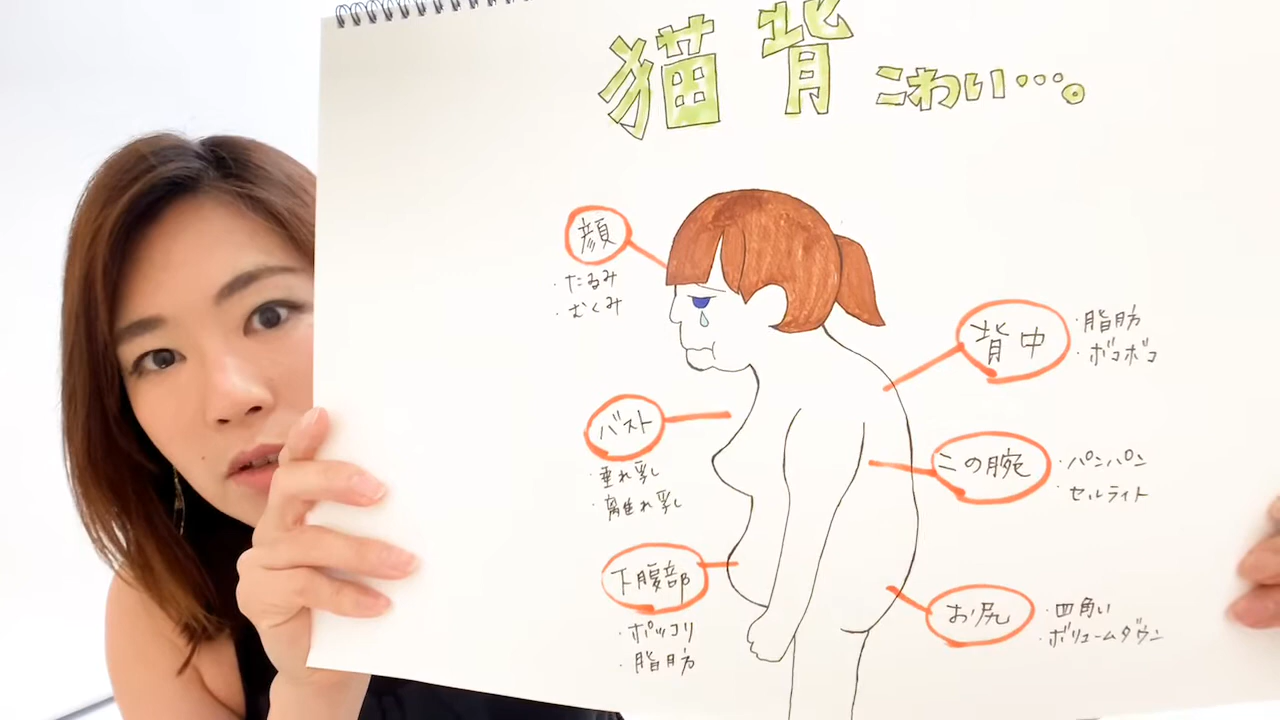 猫背こわい…。
顔
・たるみ
・むくみ
バスト
・垂れ乳
・離れ乳
下腹部
・ポッコリ
・脂肪
背中
・脂肪
・ボコボコ
二の腕
・パンパン
・セルライト
お尻
・四角い
・ボリュームダウン